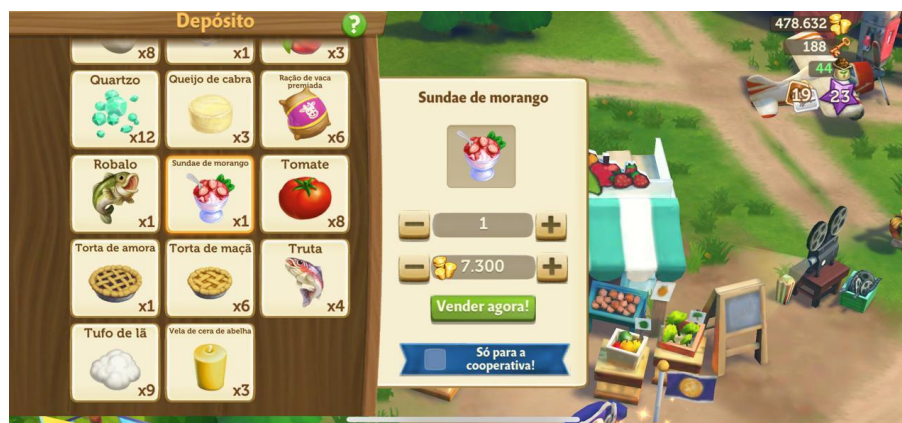 Depósito
?
478.632
188
44
19
23
x8
x1
x3
Quartzo
x12
Queijo de cabra
x3
Ração de vaca
premiada
x6
Robalo
x1
Sundae de morango
x1
Tomate
x8
Torta de amora
x1
Torta de maçã
x6
Truta
x4
Tufo de lã
x9
Vela de cera de abelha
x3
Sundae de morango
1
7.300
Vender agora!
Só para a
cooperativa!